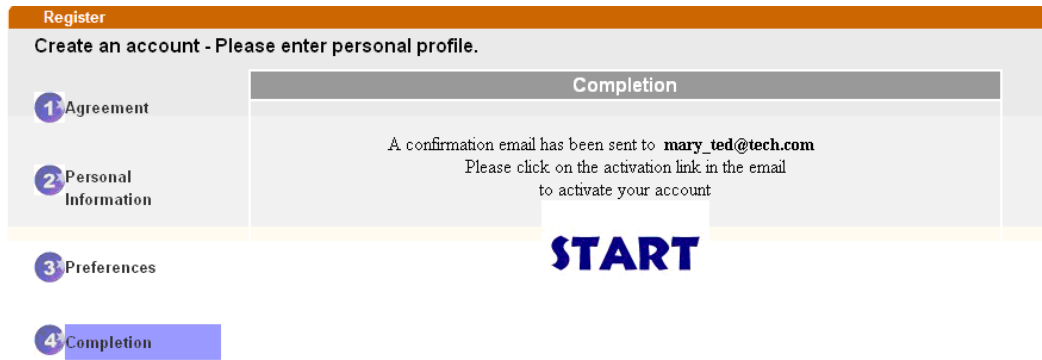 Register
Create an account - Please enter personal profile.
1 Agreement
2 Personal
Information
3 Preferences
4 Completion
Completion
A confirmation email has been sent to mary_ted@tech.com
Please click on the activation link in the email
to activate your account
START